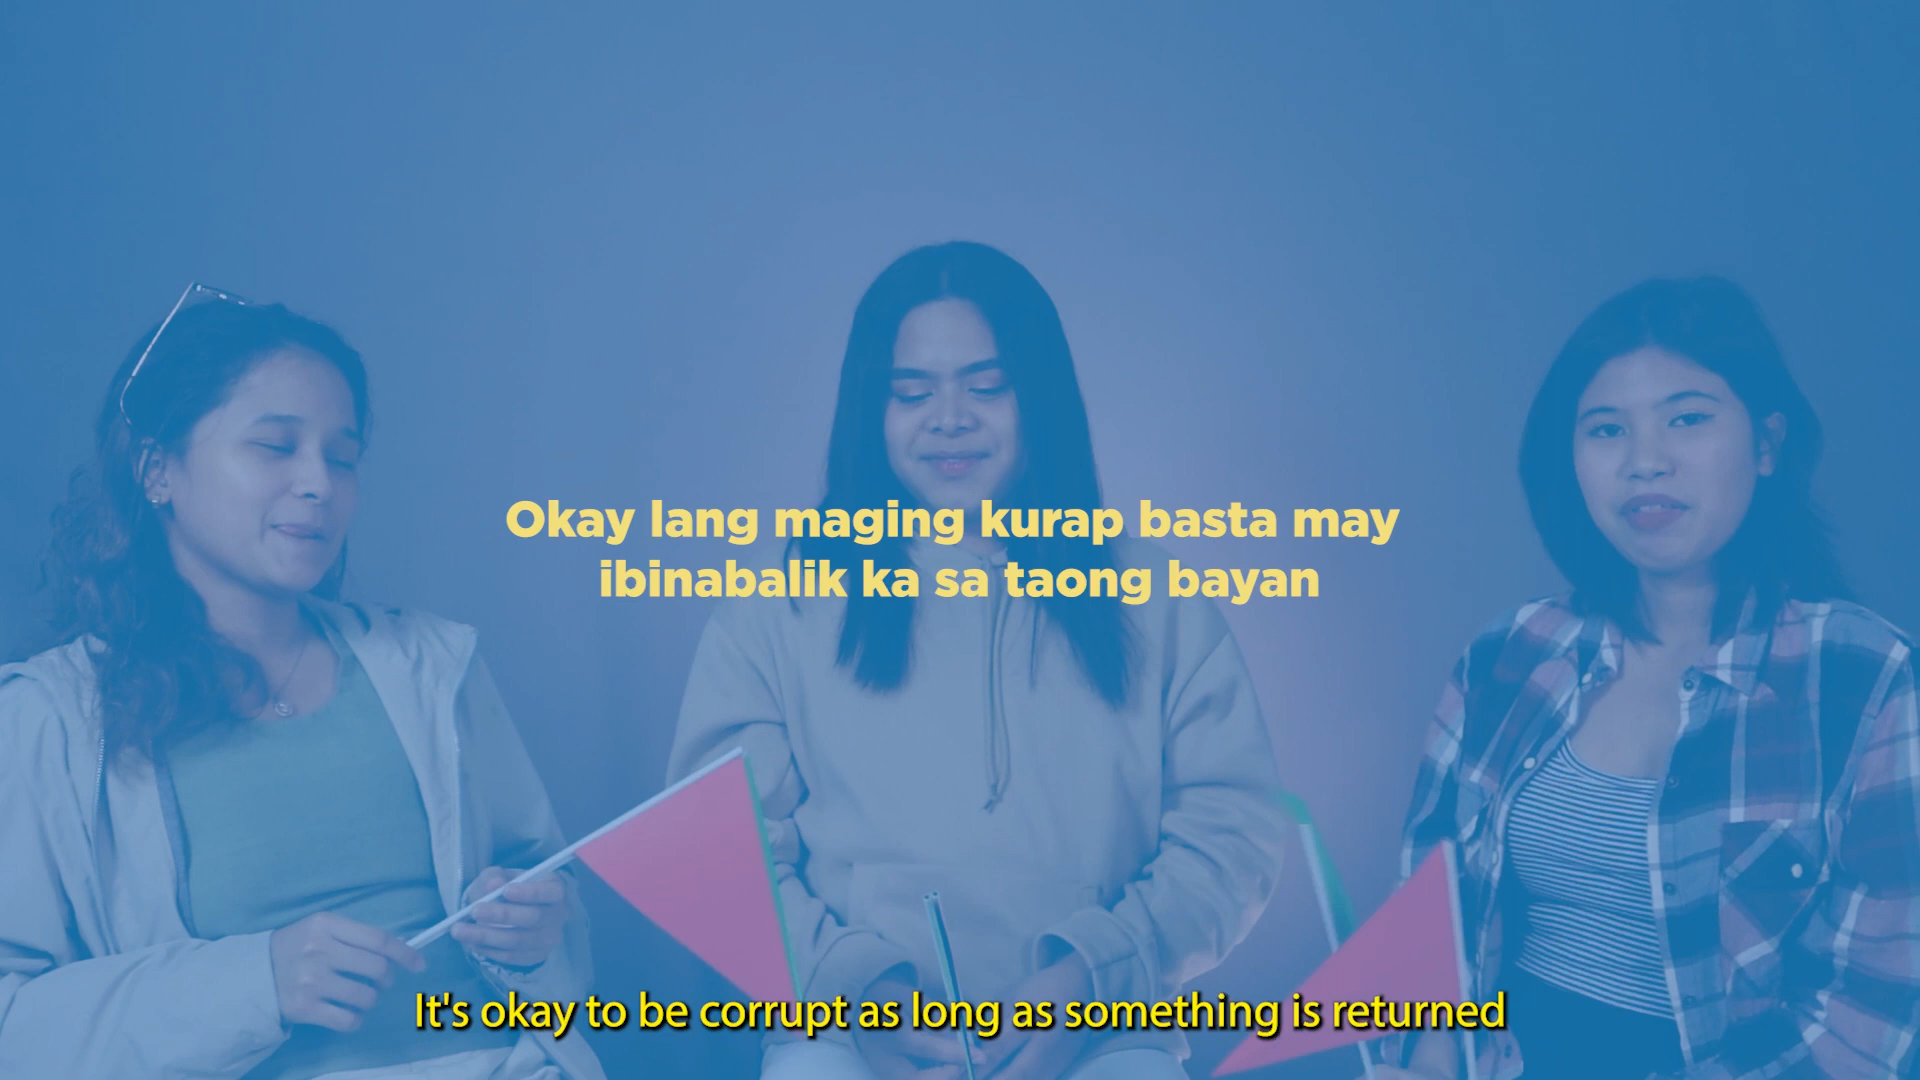 Okay lang maging kurap basta may
ibinabalik ka sa taong bayan
It's okay to be corrupt as long as something is returned